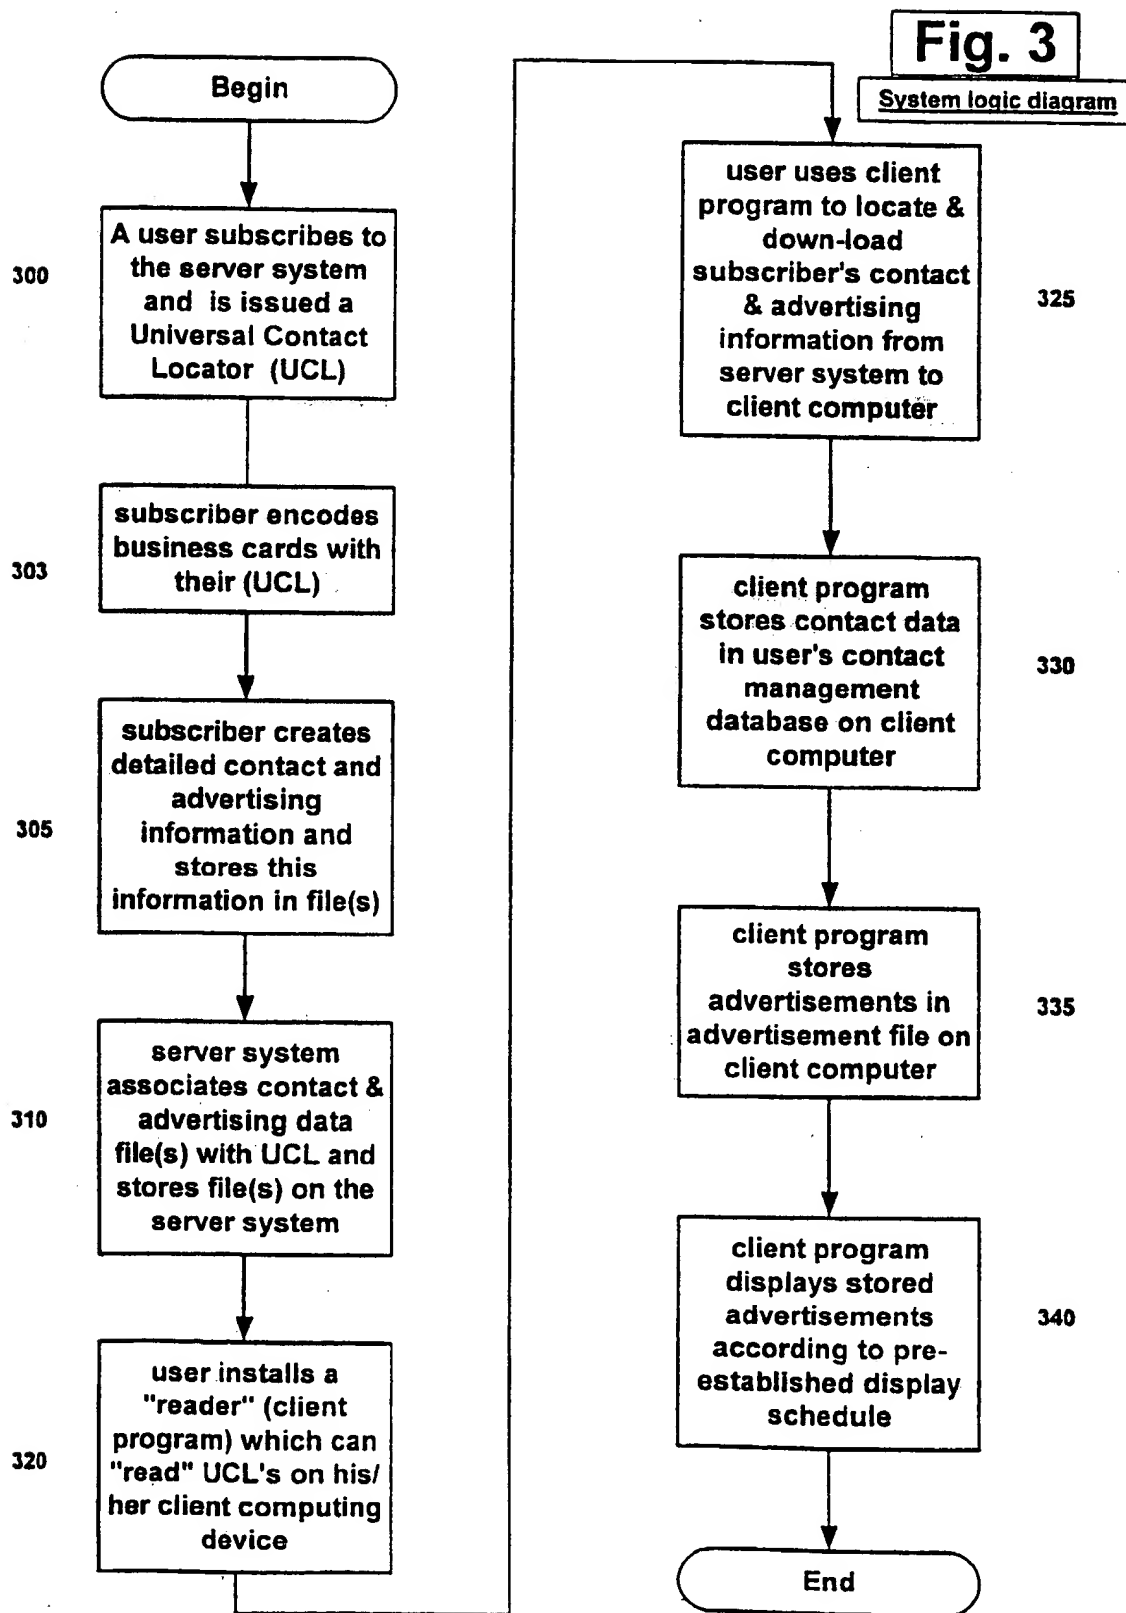 Fig. 3
System logic diagram
Begin
300
A user subscribes to
the server system
and is issued a
Universal Contact
Locator (UCL)
303
subscriber encodes
business cards with
their (UCL)
305
subscriber creates
detailed contact and
advertising
information and
stores this
information in file(s)
310
server system
associates contact &
advertising data
file(s) with UCL and
stores file(s) on the
server system
320
user installs a
"reader" (client
program) which can
"read" UCL's on his/
her client computing
device
user uses client
program to locate &
down-load
subscriber's contact
& advertising
information from
server system to
client computer
325
client program
stores contact data
in user's contact
management
database on client
computer
330
client program
stores
advertisements in
advertisement file on
client computer
335
client program
displays stored
advertisements
according to pre-
established display
schedule
340
End